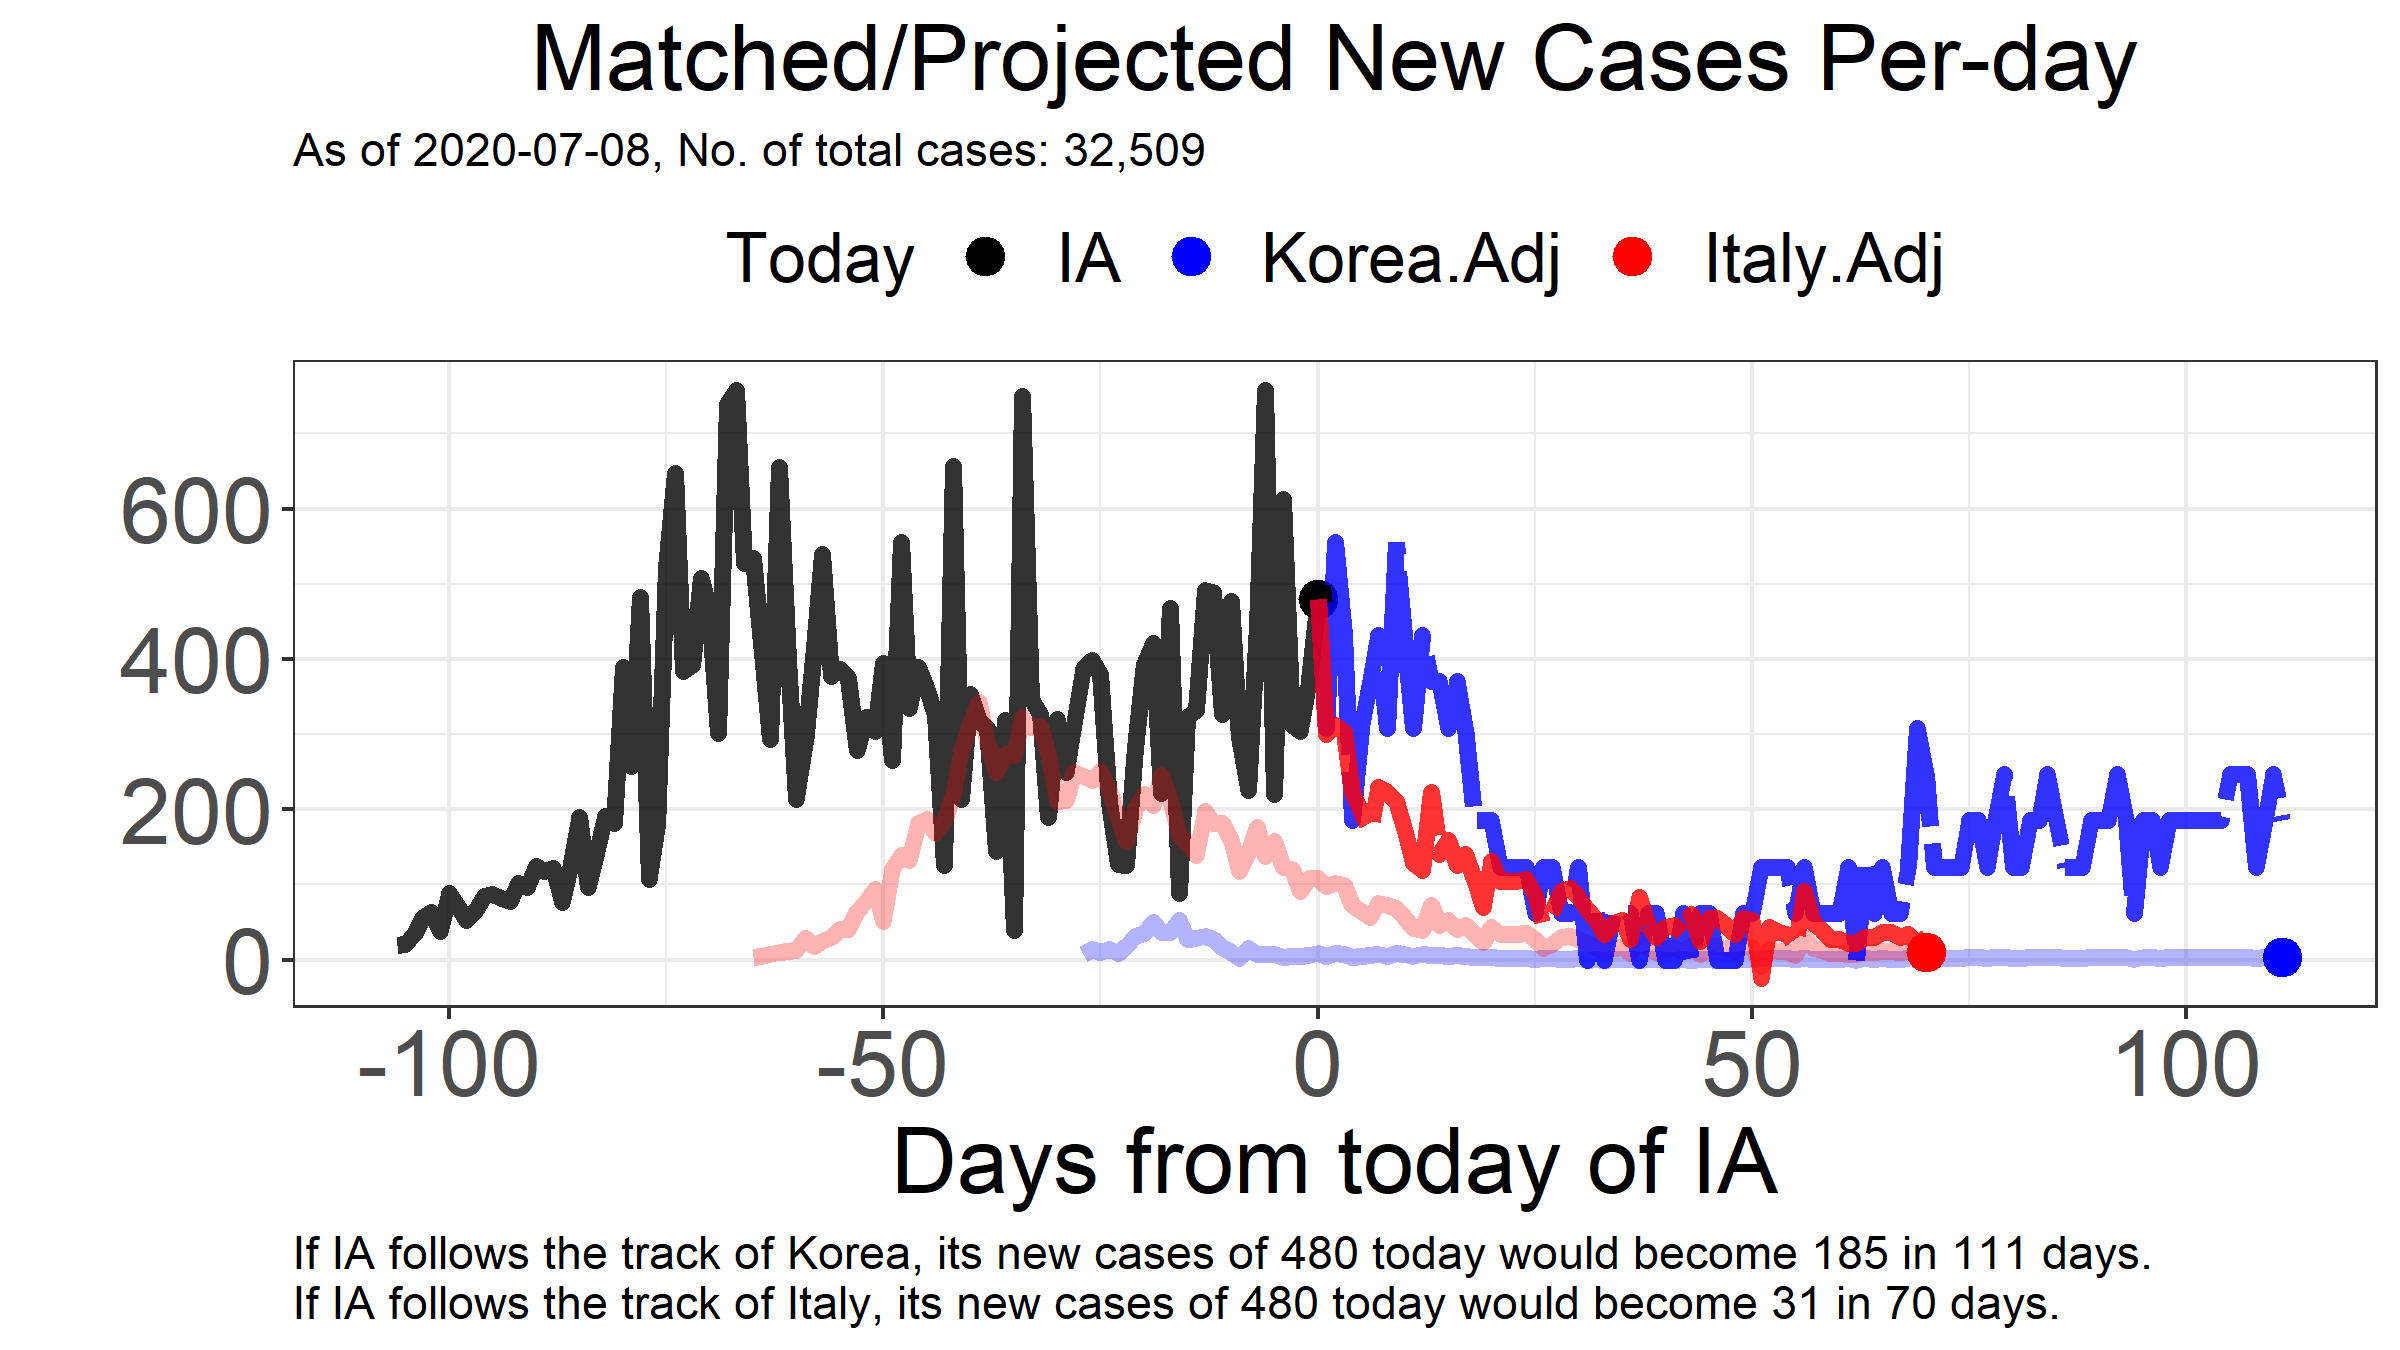 Matched/Projected New Cases Per-day
As of 2020-07-08, No. of total cases: 32,509
Today IA Korea.Adj Italy.Adj
600
400
200
0
-100 -50 0 50 100
Days from today of IA
If IA follows the track of Korea, its new cases of 480 today would become 185 in 111 days.
If IA follows the track of Italy, its new cases of 480 today would become 31 in 70 days.